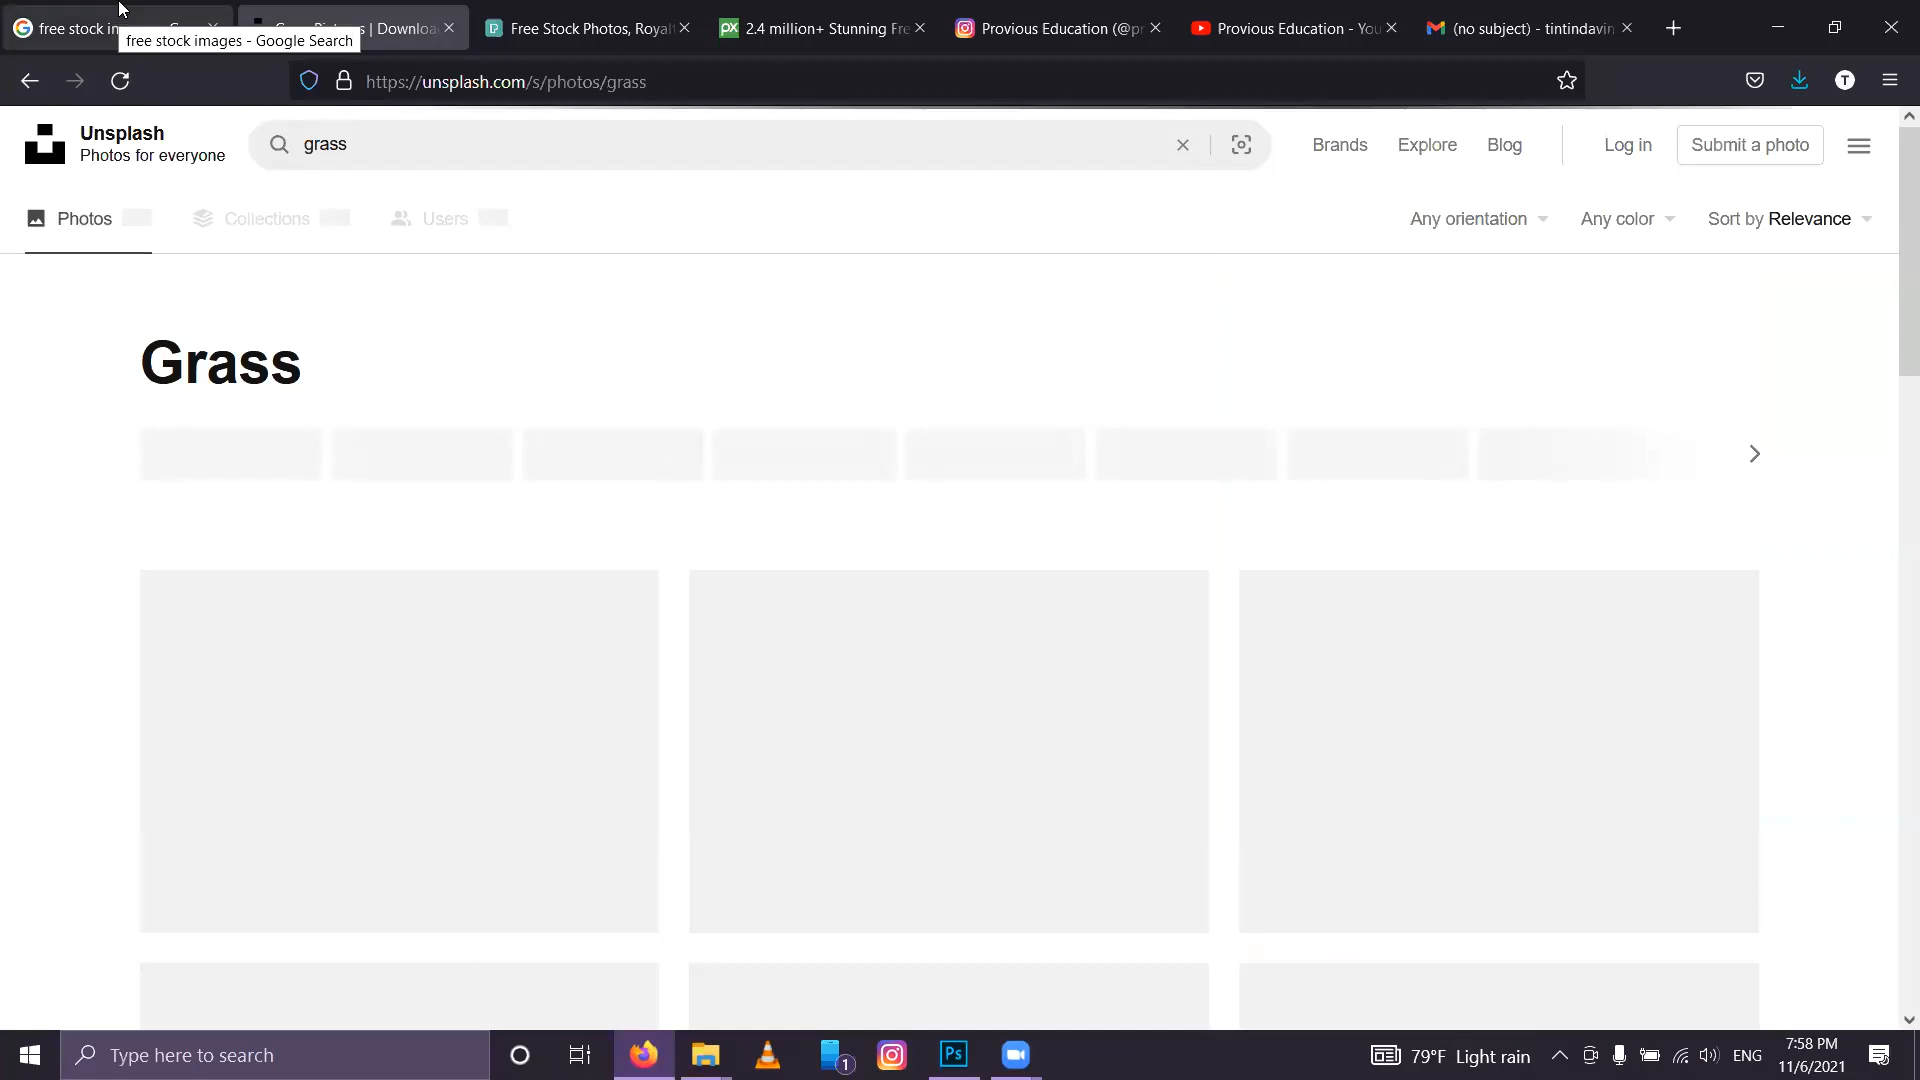 free stock in
s | Downloa
Free Stock Photos, Royal
2.4 million+ Stunning Fre
Provious Education (@pr
Provious Education - You
(no subject) - tintindavin
free stock images - Google Search
T
https://unsplash.com/s/photos/grass
Unsplash
Photos for everyone
grass
Brands
Explore
Blog
Log in
Submit a photo
Photos
Collections
Users
Any orientation
Any color
Sort by Relevance
Grass
Type here to search
1
Ps
79°F Light rain
ENG
7:58 PM
11/6/2021